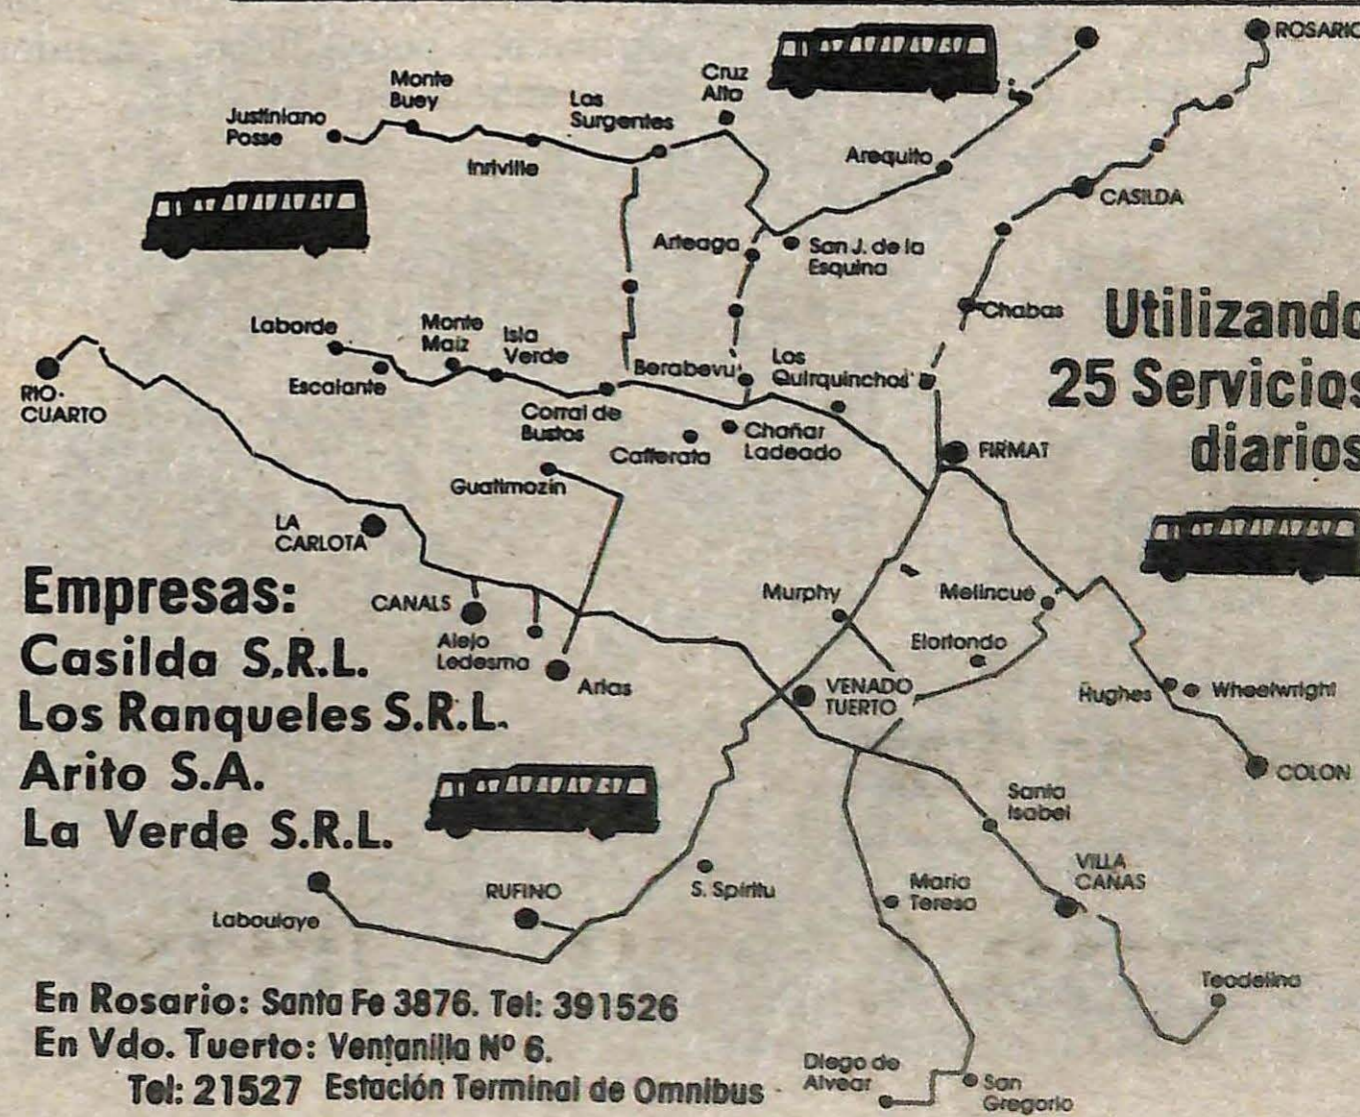 ROSARIO
Monte
Buey
Cruz
Alta
Los
Surgentes
Justiniano
Posse
Inriville
Arequito
CASILDA
Arteaga
San J. de la
Esquina
Chabas
Utilizando
25 Servicios
diarios
Laborde
Monte
Maiz
Isla
Verde
Escalante
Berabevu
Los
Quirquinchos
RIO-
CUARTO
Corral de
Bustos
Cafferata
Chañar
Ladeado
FIRMAT
Guatimozin
LA
CARLOTA
Empresas:
Casilda S.R.L.
Los Ranqueles S.R.L.
Arito S.A.
La Verde S.R.L.
CANALS
Alejo
Ledesma
Arias
Murphy
Melincué
Elortondo
VENADO
TUERTO
Hughes
Wheelwright
COLON
Santa
Isabel
VILLA
CAÑAS
S. Spiritu
RUFINO
Laboulaye
Maria
Teresa
Teodelina
En Rosario: Santa Fe 3876. Tel: 391526
En Vdo. Tuerto: Ventanilla Nº 6.
Tel: 21527 Estación Terminal de Omnibus
Diego de
Alvear
San
Gregorio